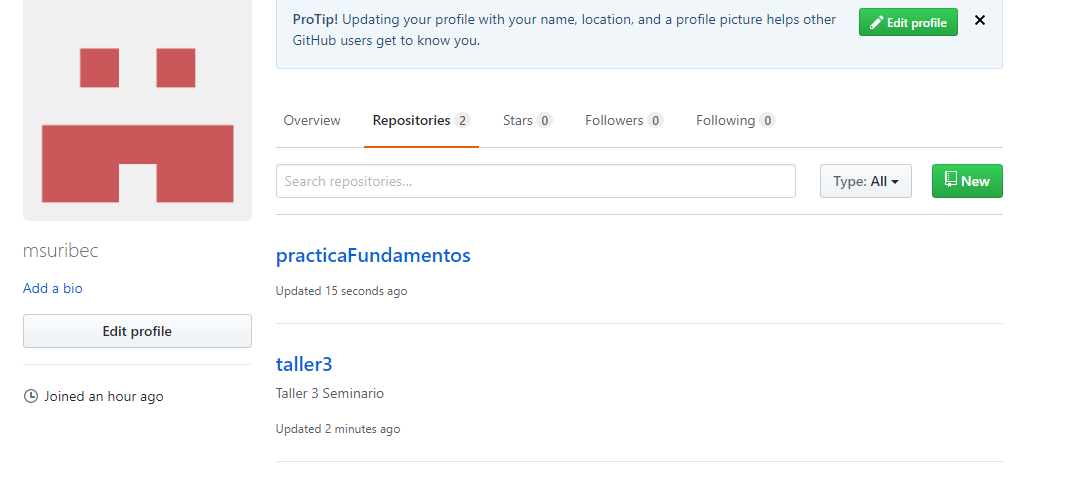 ProTip! Updating your profile with your name, location, and a profile picture helps other
GitHub users get to know you.
Edit profile
Overview Repositories 2 Stars 0 Followers 0 Following 0
Search repositories...
Type: All
New
msuribec
Add a bio
Edit profile
Joined an hour ago
practicaFundamentos
Updated 15 seconds ago
taller3
Taller 3 Seminario
Updated 2 minutes ago